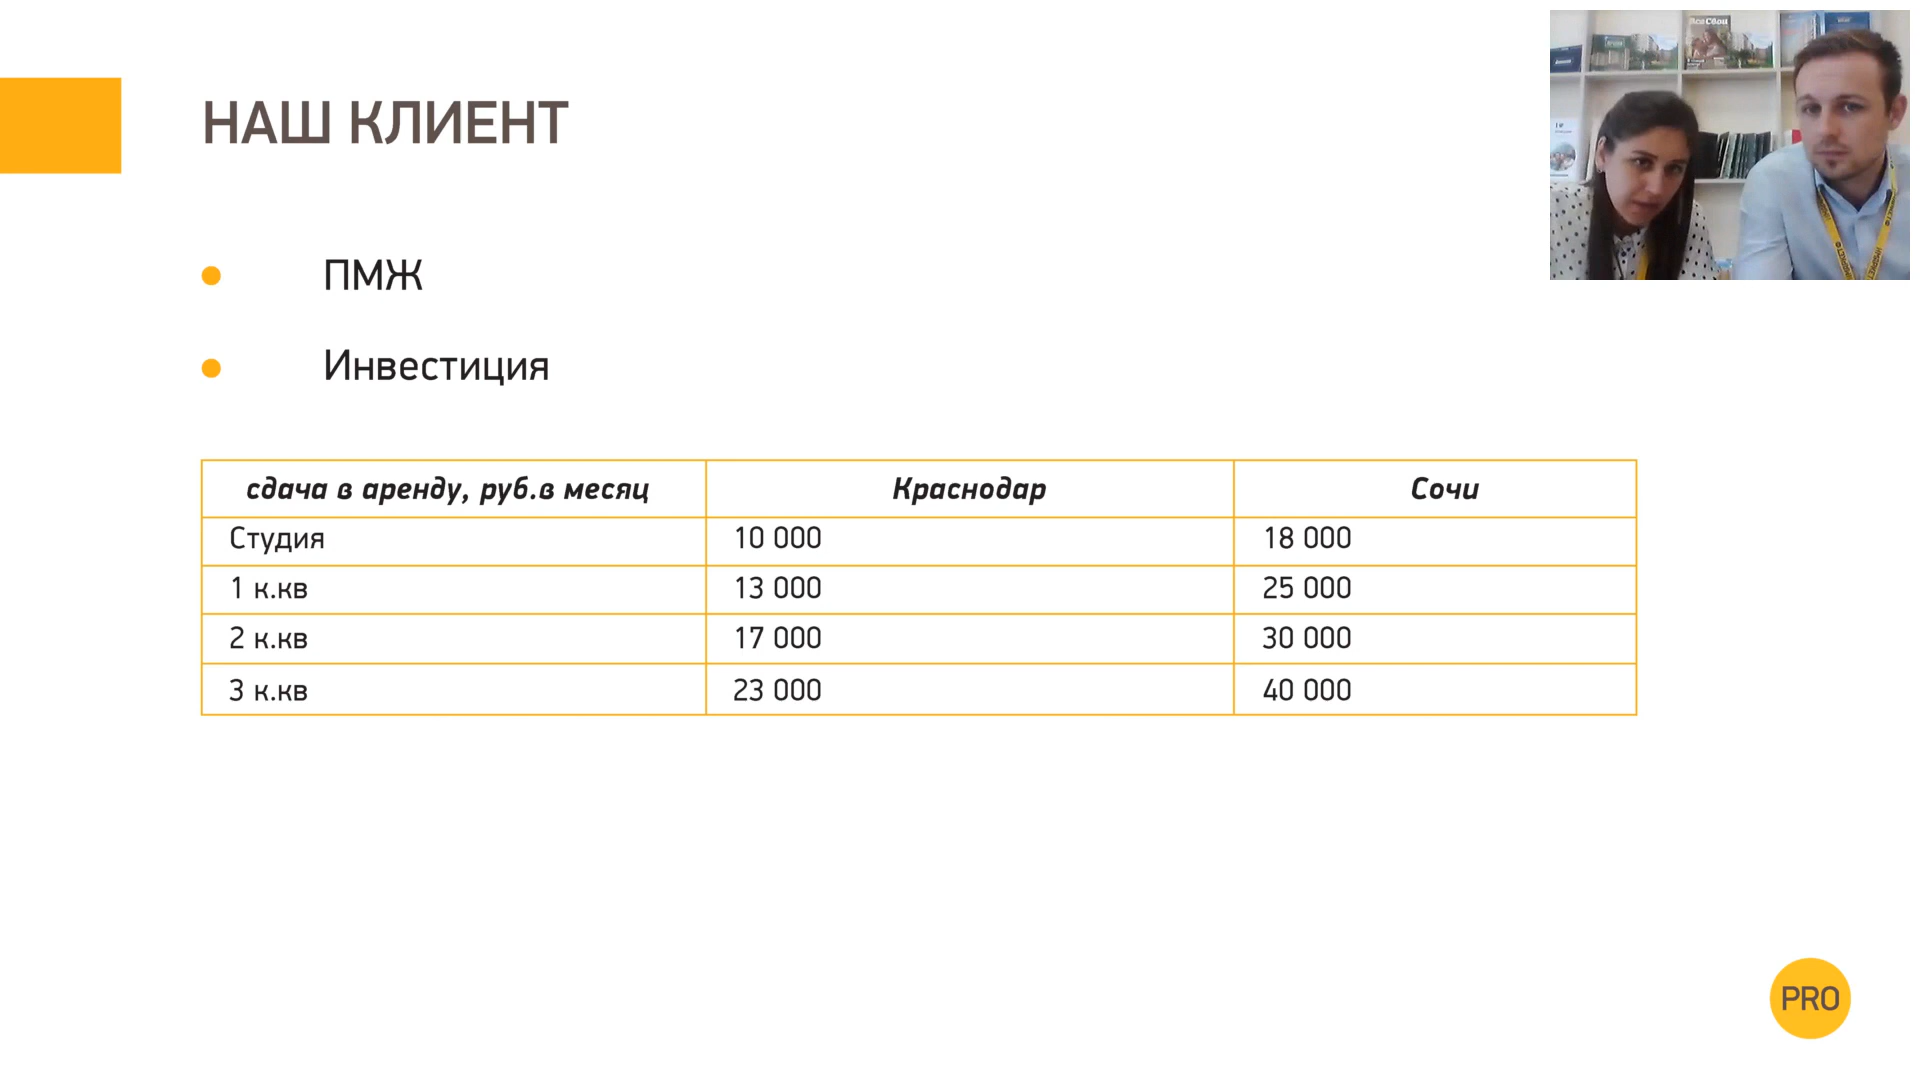 НАШ КЛИЕНТ
ВсеСвои
ПМЖ
Инвестиция
сдача в аренду, руб.в месяц Краснодар Сочи
Студия 10 000 18 000
1 к.кв 13 000 25 000
2 к.кв 17 000 30 000
3 к.кв 23 000 40 000
PRO